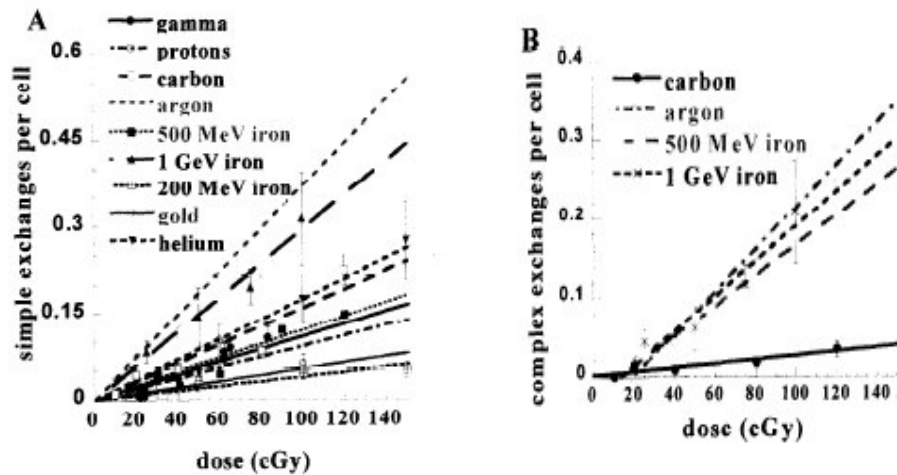 A
gamma
protons
carbon
argon
500 MeV iron
1 GeV iron
200 MeV iron
gold
helium
simple exchanges per cell
0.6
0.45
0.3
0.15
0
0 20 40 60 80 100 120 140
dose (cGy)
B
carbon
argon
500 MeV iron
1 GeV iron
complex exchanges per cell
0.4
0.3
0.2
0.1
0
0 20 40 60 80 100 120 140
dose (cGy)